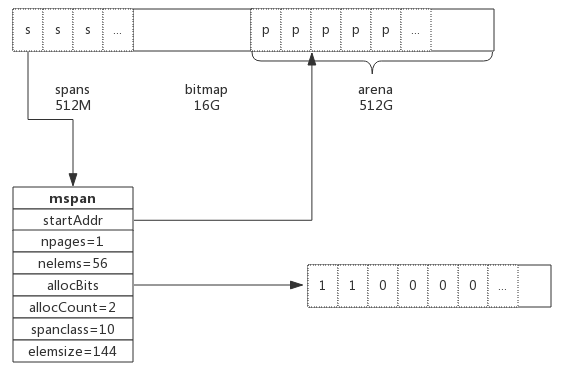 s s s ... p p p p p ...
spans bitmap arena
512M 16G 512G
mspan
startAddr
npages=1
nelems=56
allocBits
1 1 0 0 0 0 ...
allocCount=2
spanclass=10
elemsize=144